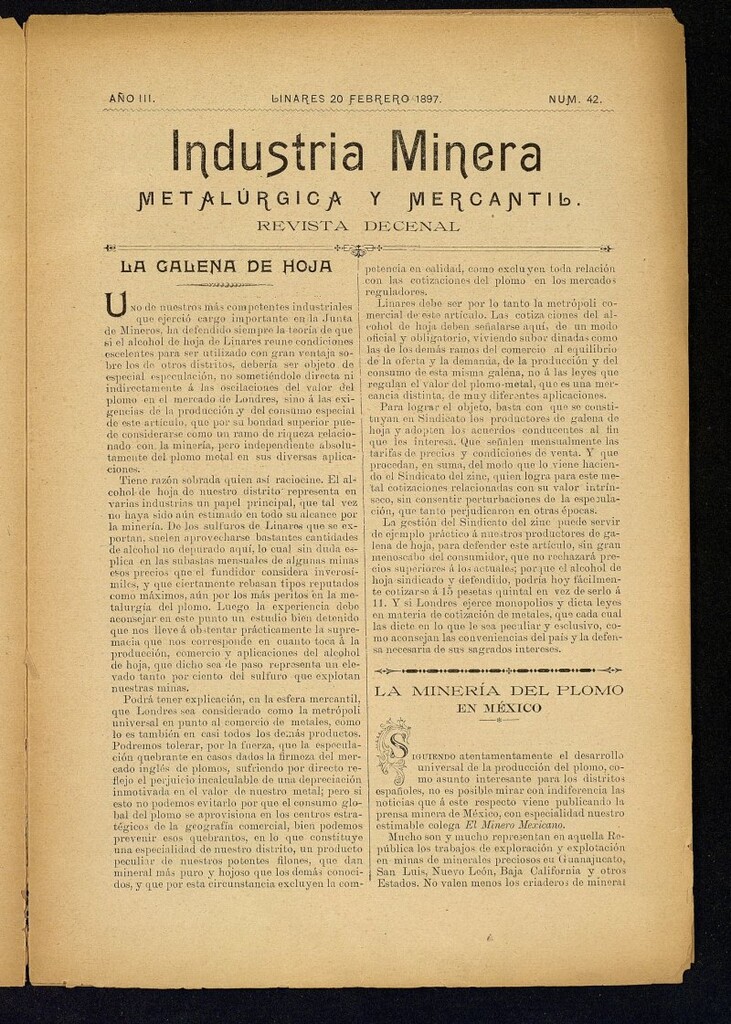 AÑO III. LINARES 20 FEBRERO 1897. NUM. 42.
Industria Minera
METALÚRGICA Y MERCANTIL.
REVISTA DECENAL
LA GALENA DE HOJA
Uno de nuestros más competentes industriales
que ejerció cargo importante en la Junta
de Mineros, ha defendido siempre la teoría de que
si el alcohol de hoja de Linares reune condiciones
escelentes para ser utilizado con gran ventaja so-
bre los de otros distritos, debería ser objeto de
especial especulación, no sometiéndole directa ni
indirectamente á las oscilaciones del valor del
plomo en el mercado de Londres, sino á las exi-
gencias de la producción y del consumo especial
de este artículo, que por su bondad superior pue-
de considerarse como un ramo de riqueza relacio-
nado con la minería, pero independiente absolu-
tamente del plomo metal en sus diversas aplica-
ciones.
Tiene razón sobrada quien así raciocine. El al-
cohol de hoja de nuestro distrito representa en
varias industrias un papel principal, que tal vez
no haya sido aún estimado en todo su alcance por
la minería. De los sulfuros de Linares que se ex-
portan, suelen aprovecharse bastantes cantidades
de alcohol no depurado aquí, lo cual sin duda es-
plica en las subastas mensuales de algunas minas
esos precios que el fundidor considera inverosí-
miles, y que ciertamente rebasan tipos reputados
como máximos, aún por los más peritos en la me-
talurgía del plomo. Luego la experiencia debe
aconsejar en este punto un estudio bien detenido
que nos lleve á obstentar prácticamente la supre-
macia que nos corresponde en cuanto toca á la
producción, comercio y aplicaciones del alcohol
de hoja, que dicho sea de paso representa un ele-
vado tanto por ciento del sulfuro que explotan
nuestras minas.
Podrá tener explicación, en la esfera mercantil,
que Londres sea considerado como la metrópoli
universal en punto al comercio de metales, como
lo es también en casi todos los demás productos.
Podremos tolerar, por la fuerza, que la especula-
ción quebrante en casos dados la firmeza del mer-
cado inglés de plomos, sufriendo por directo re-
flejo el perjuicio incalculable de una depreciación
inmotivada en el valor de nuestro metal; pero si
esto no podemos evitarlo por que el consumo glo-
bal del plomo se aprovisiona en los centros estra-
tégicos de la geografía comercial, bien podemos
prevenir esos quebrantos, en lo que constituye
una especialidad de nuestro distrito, un producto
peculiar de nuestros potentes filones, que dan
mineral más puro y hojoso que los demás conoci-
dos, y que por esta circunstancia excluyen la com-
potencia en calidad, como excluyen toda relación
con las cotizaciones del plomo en los mercados
reguladores.
Linares debe ser por lo tanto la metrópoli co-
mercial de este artículo. Las cotizaciones del al-
cohol de hoja deben señalarse aquí, de un modo
oficial y obligatorio, viviendo subordinadas como
las de los demás ramos del comercio al equilibrio
de la oferta y la demanda, de la producción y del
consumo de esta misma galena, no á las leyes que
regulan el valor del plomo-metal, que es una mer-
cancia distinta, de muy diferentes aplicaciones.
Para lograr el objeto, basta con que se consti-
tuyan en Sindicato los productores de galena de
hoja y adopten los acuerdos conducentes al fin
que les interesa. Que señalen mensualmente las
tarifas de precios y condiciones de venta. Y que
procedan, en suma, del modo que lo viene hacien-
do el Sindicato del zinc, quien logra para este me-
tal cotizaciones relacionadas con su valor intrín-
seco, sin consentir perturbaciones de la especula-
ción, que tanto perjudicaron en otras épocas.
La gestión del Sindicato del zinc puede servir
de ejemplo práctico á nuestros productores de ga-
lena de hoja, para defender este artículo, sin gran
menoscabo del consumidor, que no rechazará pre-
cios superiores á los actuales; porque el alcohol de
hoja sindicado y defendido, podría hoy fácilmen-
te cotizarse á 15 pesetas quintal en vez de serlo á
11. Y si Londres ejerce monopolios y dicta leyes
en materia de cotización de metales, que cada cual
las dicte en lo que le sea peculiar y esclusivo, co-
mo aconsejan las conveniencias del país y la defen-
sa necesaria de sus sagrados intereses.
LA MINERÍA DEL PLOMO
EN MÉXICO
Siguiendo atentamentamente el desarrollo
universal de la producción del plomo, co-
mo asunto interesante para los distritos
españoles, no es posible mirar con indiferencia las
noticias que á este respecto viene publicando la
prensa minera de México, con especialidad nuestro
estimable colega El Minero Mexicano.
Mucho son y mucho representan en aquella Re-
pública los trabajos de exploración y explotación
en minas de minerales preciosos eu Guanajucato,
San Luis, Nuevo León, Baja California y otros
Estados. No valen menos los criaderos de mineral